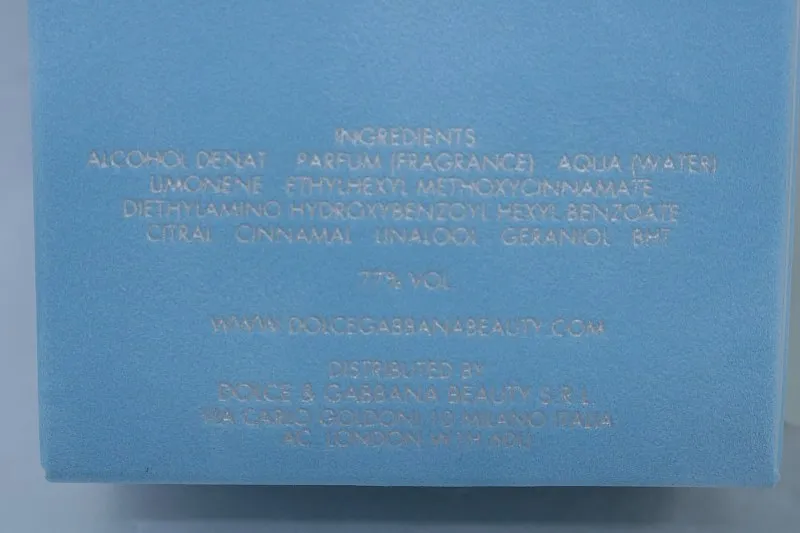 INGREDIENTS
ALCOHOL DENAT PARFUM (FRAGRANCE) AQUA (WATER)
LIMONENE ETHYLHEXYL METHOXYCINNAMATE
DIETHYLAMINO HYDROXYBENZOYL HEXYL BENZOATE
CITRAL CINNAMAL LINALOOL GERANIOL BHT
77% VOL.
WWW.DOLCEGABBANABEAUTY.COM
DISTRIBUTED BY
DOLCE & GABBANA BEAUTY S.R.L.
VIA CARLO GOLDONI 10 MILANO ITALIA
LONDON